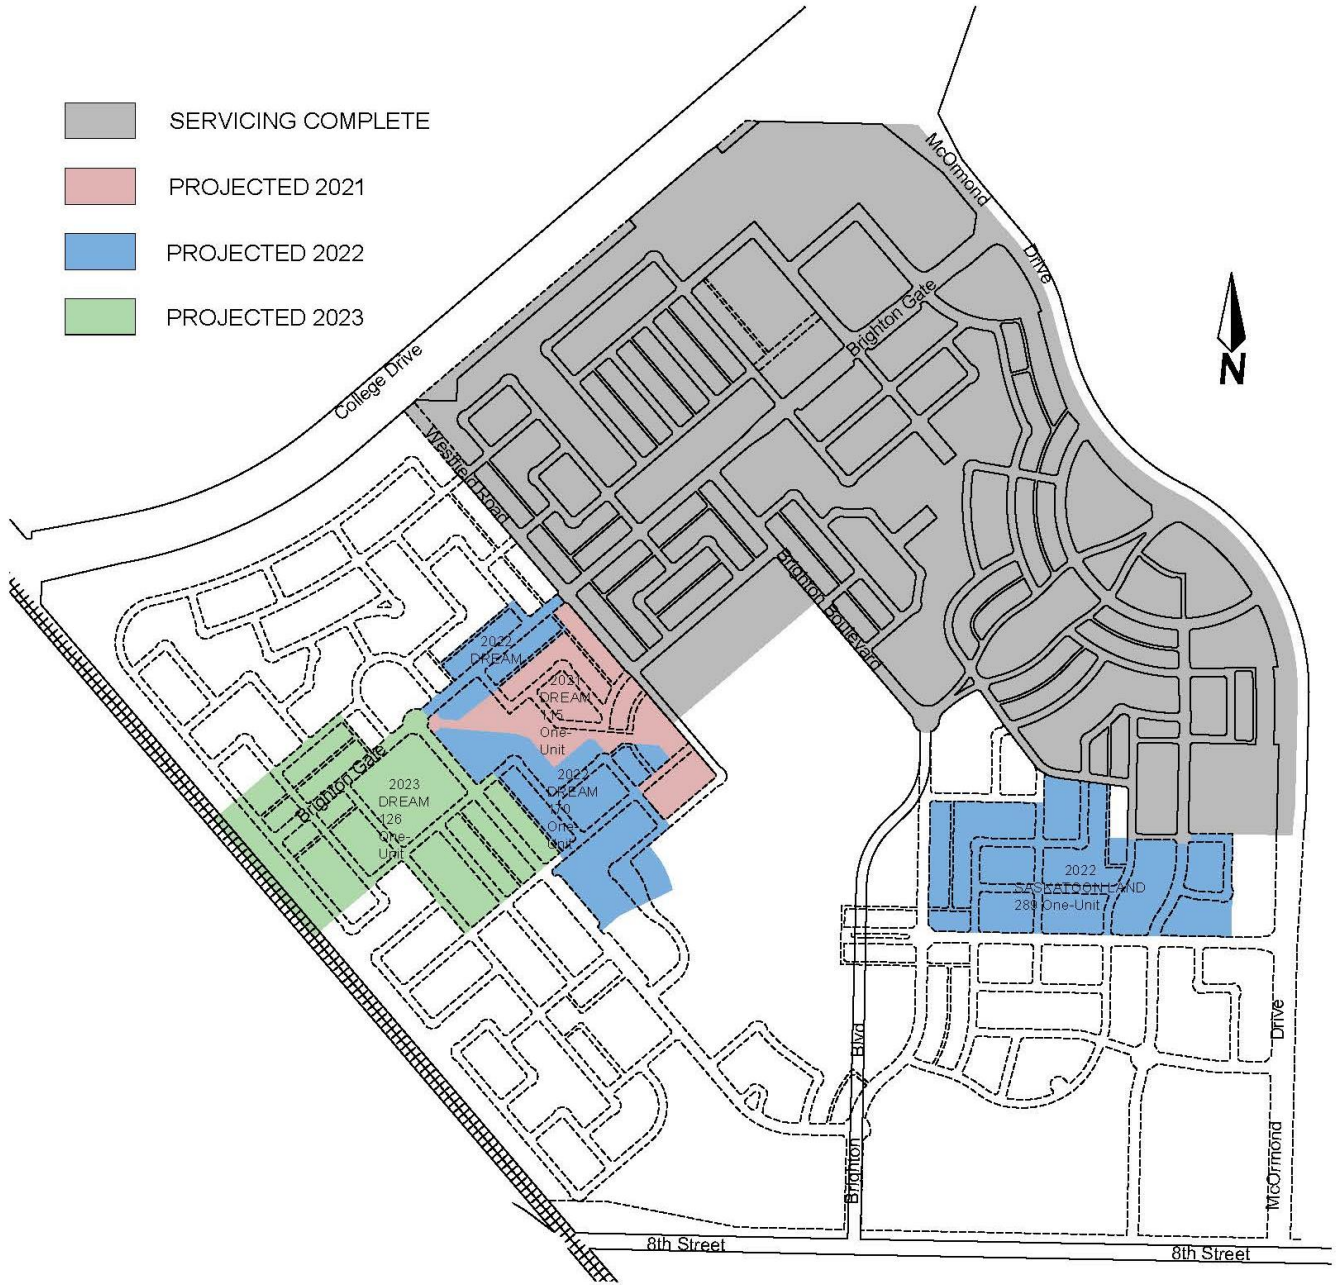 SERVICING COMPLETE
PROJECTED 2021
PROJECTED 2022
PROJECTED 2023
McOrmond
Drive
Brighton Gate
N
College Drive
Westfield Road
Brighton Boulevard
2022
DREAM
2021
DREAM
115
One-
Unit
Brighton Gate
2023
DREAM
126
One-
Unit
2022
DREAM
170
One-
Unit
2022
SASKATOON LAND
289 One-Unit
Brighton Blvd
McOrmond Drive
8th Street
8th Street